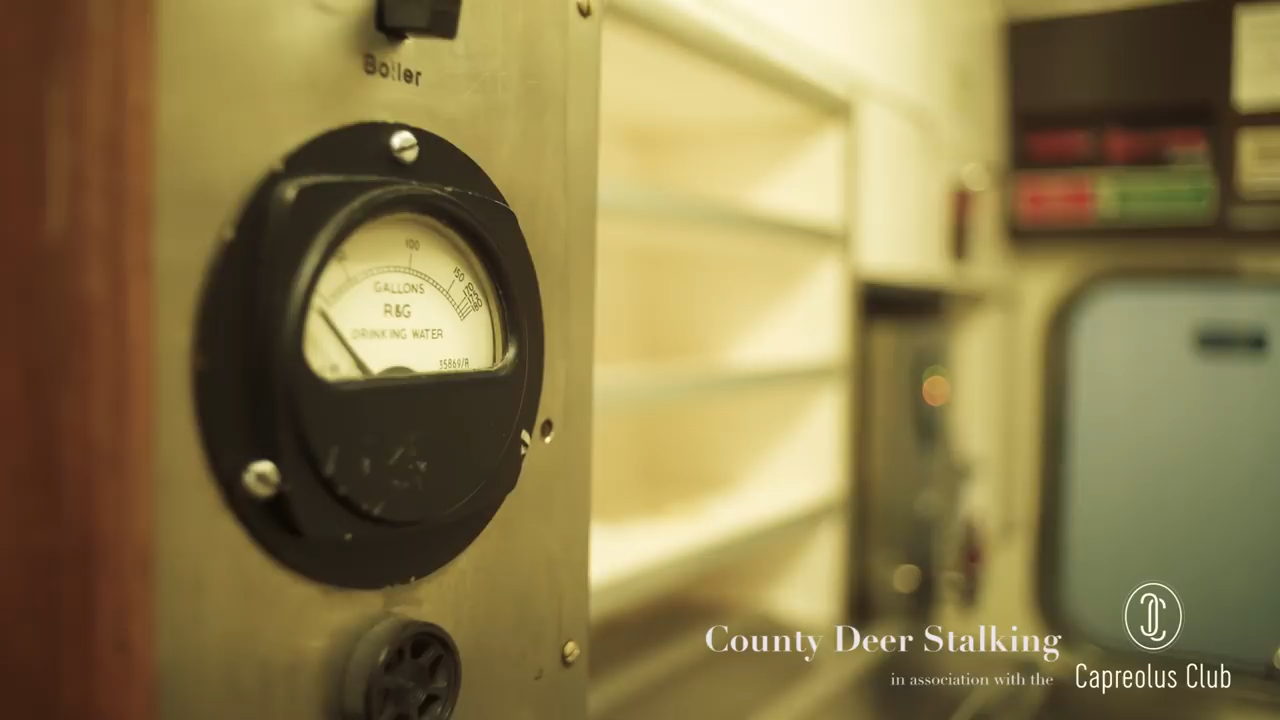 Boiler
100
150
GALLONS
R&G
DRINKING WATER
35869/R
County Deer Stalking
in association with the
Capreolus Club